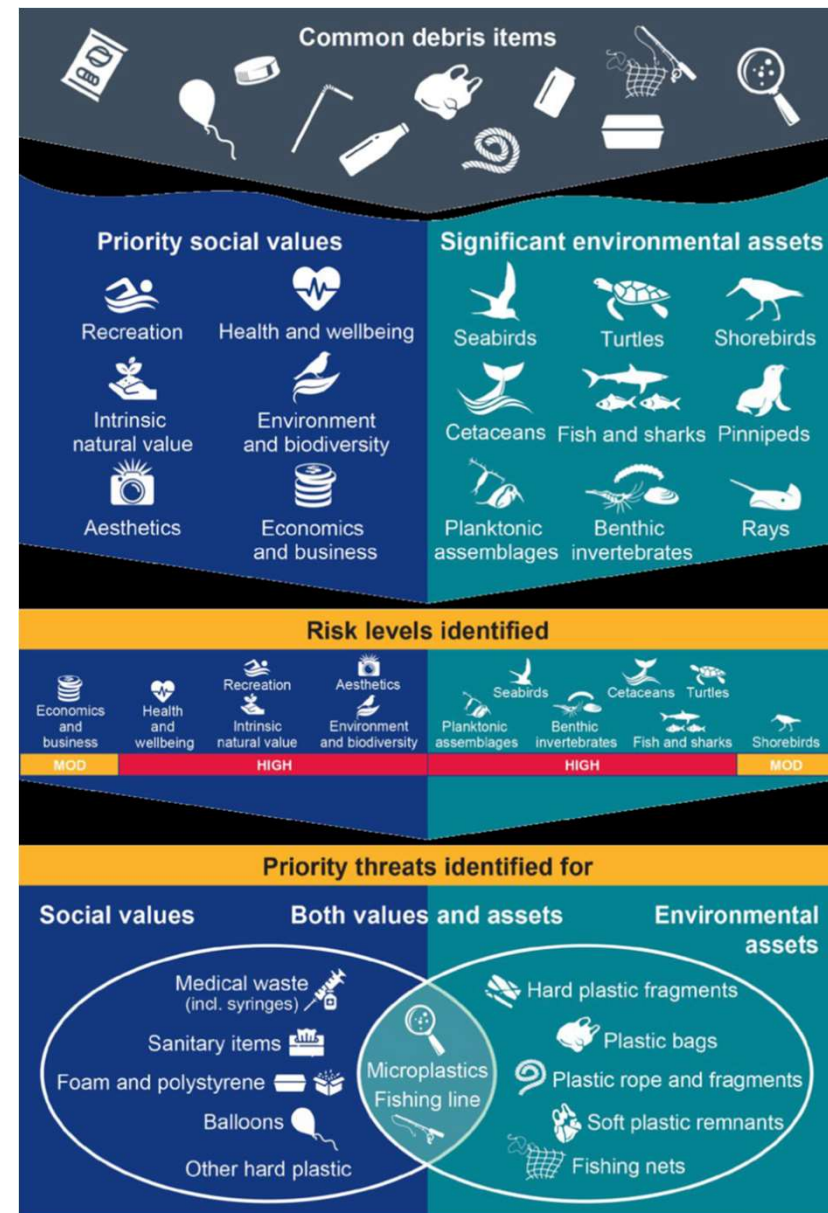 Common debris items
Priority social values
Recreation
Health and wellbeing
Intrinsic
natural value
Environment
and biodiversity
Aesthetics
Economics
and business
Significant environmental assets
Seabirds
Turtles
Shorebirds
Cetaceans
Fish and sharks
Pinnipeds
Planktonic
assemblages
Benthic
invertebrates
Rays
Risk levels identified
Economics
and
business
Health
and
wellbeing
Recreation
Intrinsic
natural value
Aesthetics
Environment
and biodiversity
MOD
HIGH
Seabirds
Cetaceans
Turtles
Planktonic
assemblages
Benthic
invertebrates
Fish and sharks
Shorebirds
HIGH
MOD
Priority threats identified for
Social values
Both values and assets
Environmental
assets
Medical waste
(incl. syringes)
Sanitary items
Foam and polystyrene
Balloons
Other hard plastic
Microplastics
Fishing line
Hard plastic fragments
Plastic bags
Plastic rope and fragments
Soft plastic remnants
Fishing nets